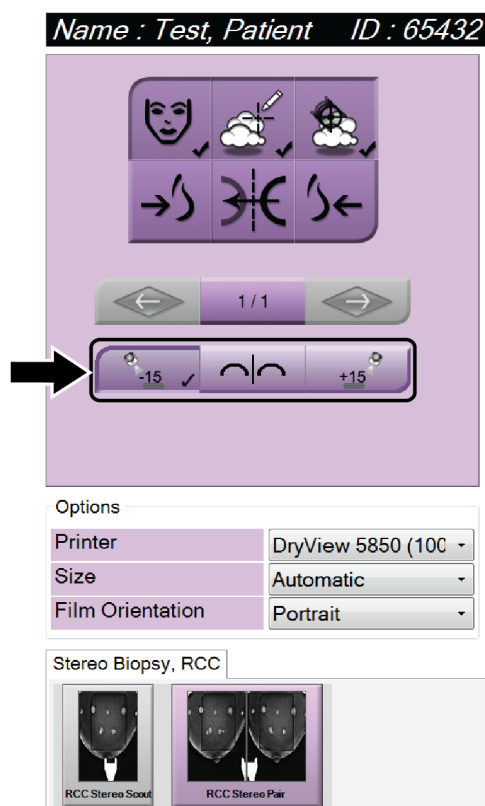 Name : Test, Patient ID : 65432
1 / 1
-15 +15
Options
Printer DryView 5850 (100
Size Automatic
Film Orientation Portrait
Stereo Biopsy, RCC
RCC Stereo Scout RCC Stereo Pair